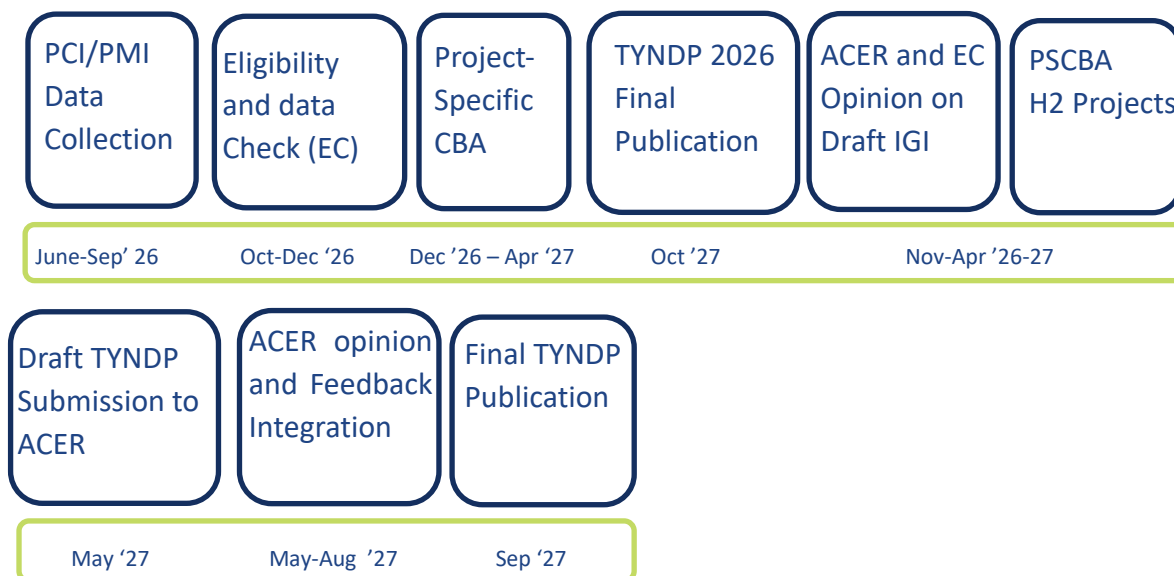 PCI/PMI
Data
Collection
Eligibility
and data
Check (EC)
Project-
Specific
CBA
TYNDP 2026
Final
Publication
ACER and EC
Opinion on
Draft IGI
PSCBA
H2 Projects
June-Sep’ 26
Oct-Dec ‘26
Dec ’26 – Apr ‘27
Oct ’27
Nov-Apr ’26-27
Draft TYNDP
Submission to
ACER
ACER opinion
and Feedback
Integration
Final TYNDP
Publication
May ‘27
May-Aug ’27
Sep ‘27